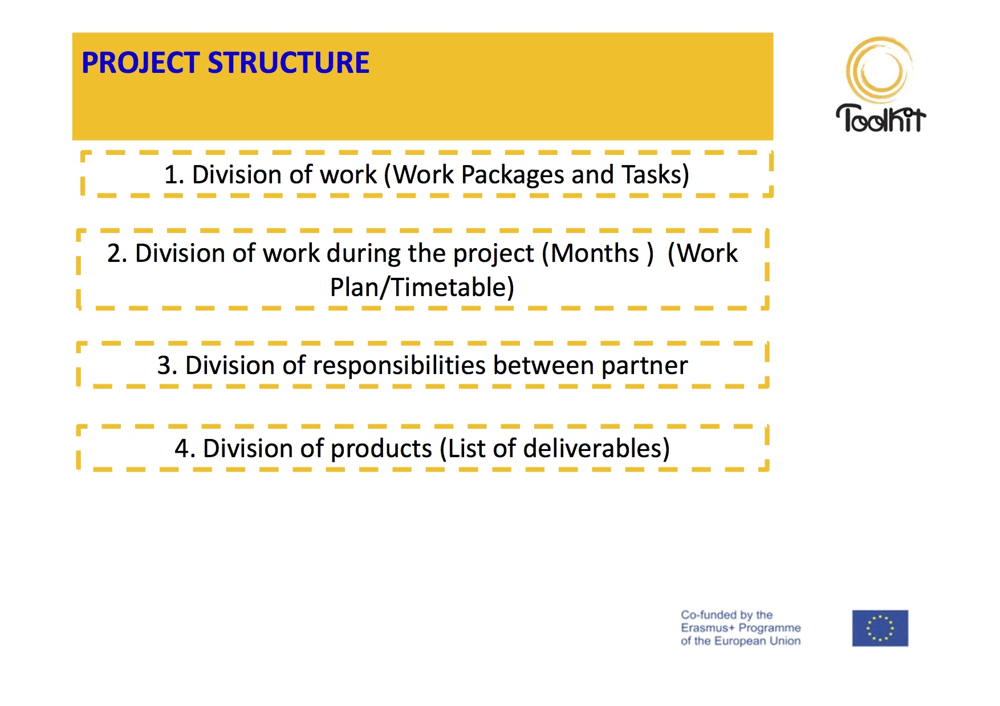 PROJECT STRUCTURE
Toolkit
1. Division of work (Work Packages and Tasks)
2. Division of work during the project (Months )  (Work
Plan/Timetable)
3. Division of responsibilities between partner
4. Division of products (List of deliverables)
Co-funded by the
Erasmus+ Programme
of the European Union